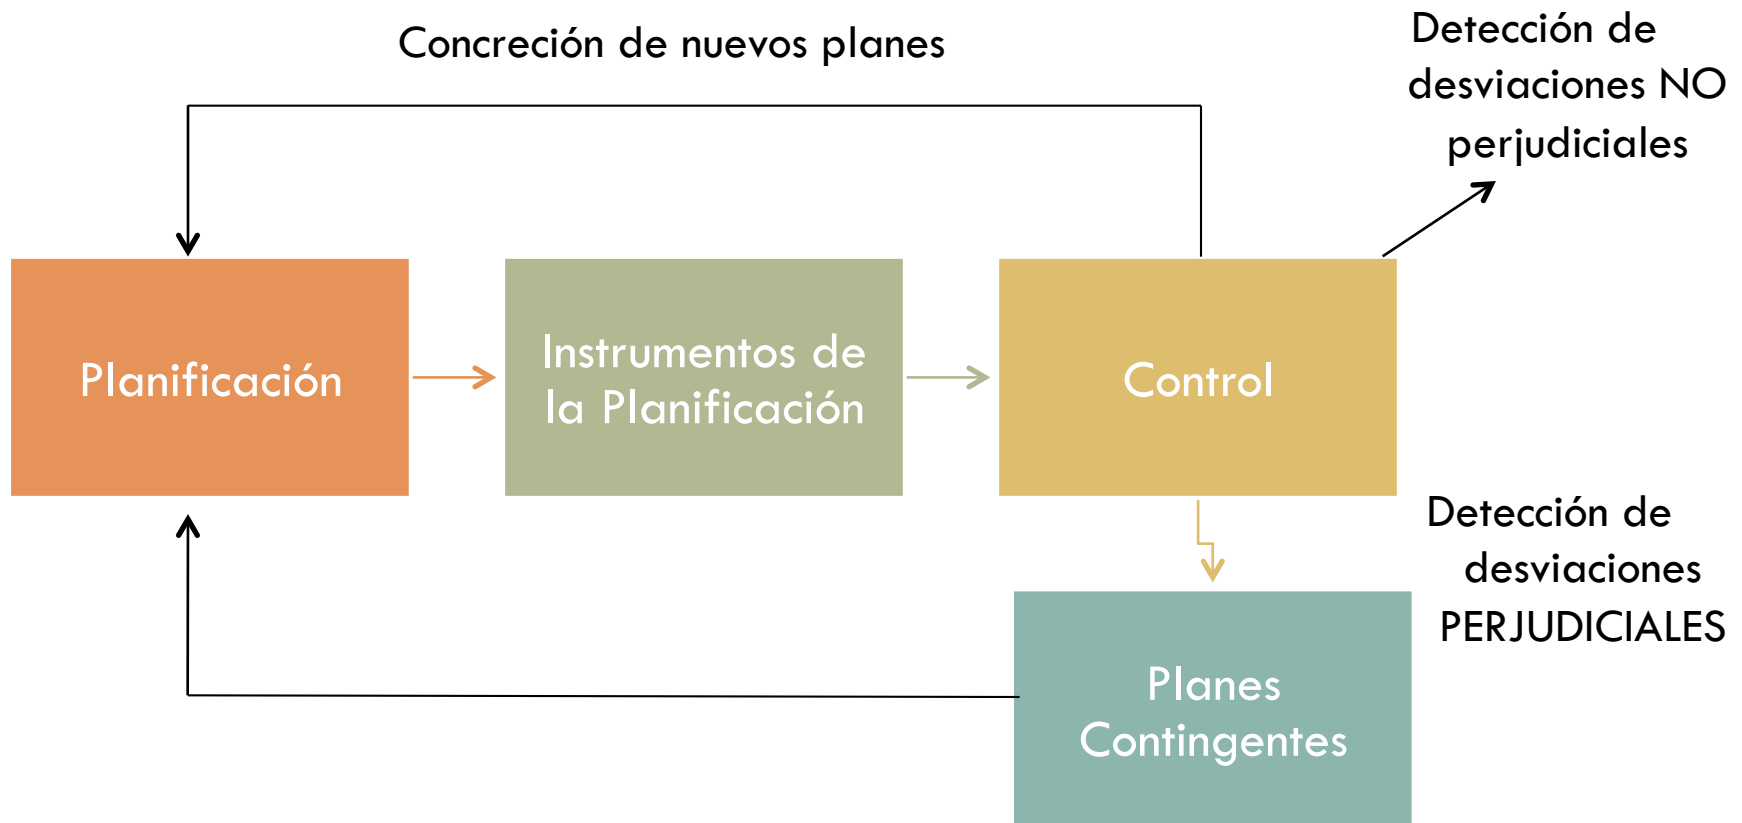 Concreción de nuevos planes
Detección de
desviaciones NO
perjudiciales
Planificación
Instrumentos de
la Planificación
Control
Detección de
desviaciones
PERJUDICIALES
Planes
Contingentes